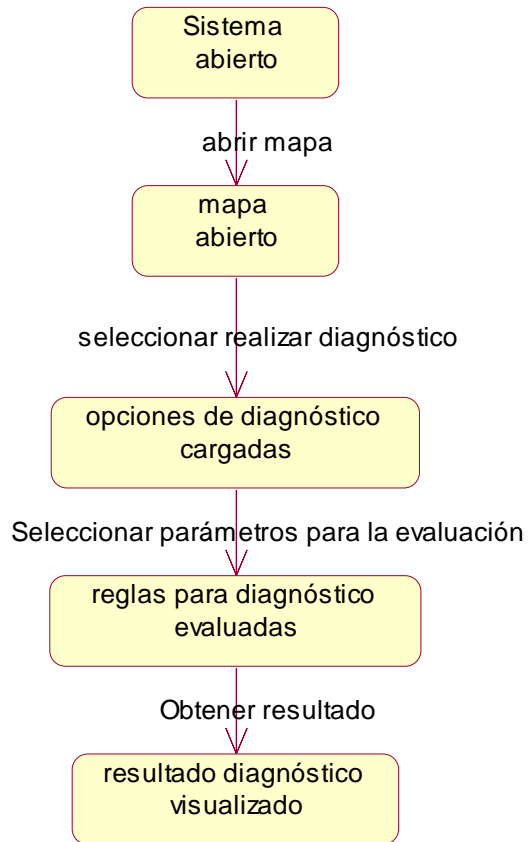 Sistema
abierto
abrir mapa
mapa
abierto
seleccionar realizar diagnóstico
opciones de diagnóstico
cargadas
Seleccionar parámetros para la evaluación
reglas para diagnóstico
evaluadas
Obtener resultado
resultado diagnóstico
visualizado